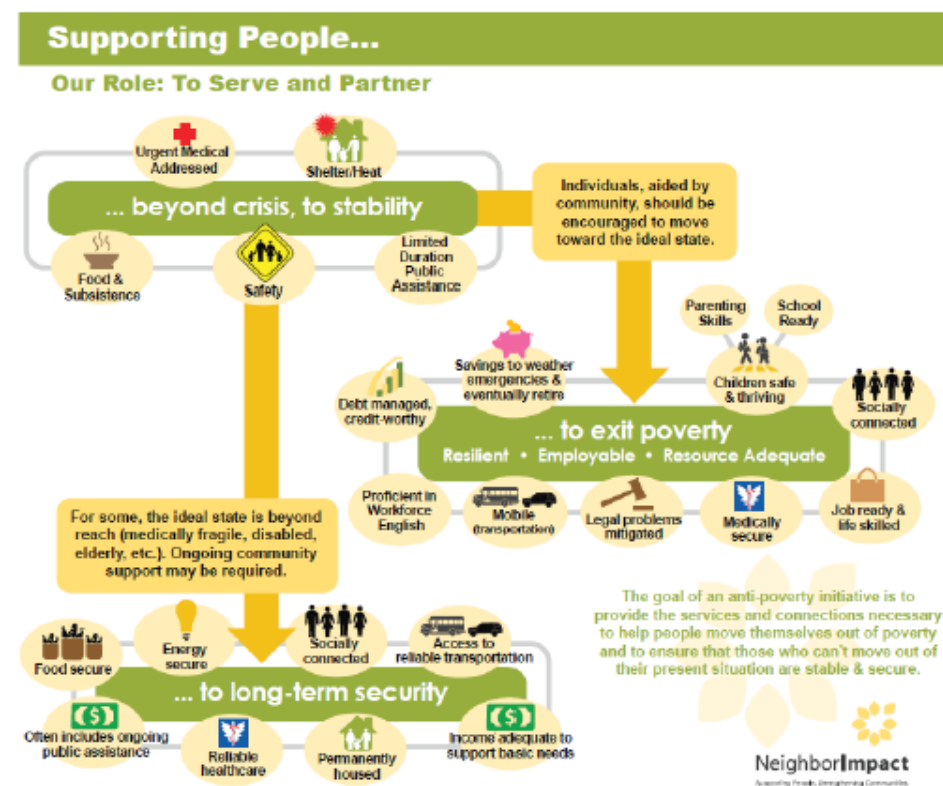 Supporting People...
Our Role: To Serve and Partner
Urgent Medical
Addressed
Shelter/Heat
... beyond crisis, to stability
Food &
Subsistence
Safety
Limited
Duration
Public
Assistance
Individuals, aided by
community, should be
encouraged to move
toward the ideal state.
Parenting
Skills
School
Ready
Savings to weather
emergencies &
eventually retire
Children safe
& thriving
Debt managed,
credit-worthy
Socially
connected
... to exit poverty
Resilient • Employable • Resource Adequate
Proficient in
Workforce
English
Mobile
(transportation)
Legal problems
mitigated
Medically
secure
Job ready &
life skilled
For some, the ideal state is beyond
reach (medically fragile, disabled,
elderly, etc.). Ongoing community
support may be required.
Food secure
Energy
secure
Socially
connected
Access to
reliable transportation
... to long-term security
Often includes ongoing
public assistance
Reliable
healthcare
Permanently
housed
Income adequate to
support basic needs
The goal of an anti-poverty initiative is to
provide the services and connections necessary
to help people move themselves out of poverty
and to ensure that those who can't move out of
their present situation are stable & secure.
NeighborImpact
Supporting People, Strengthening Communities